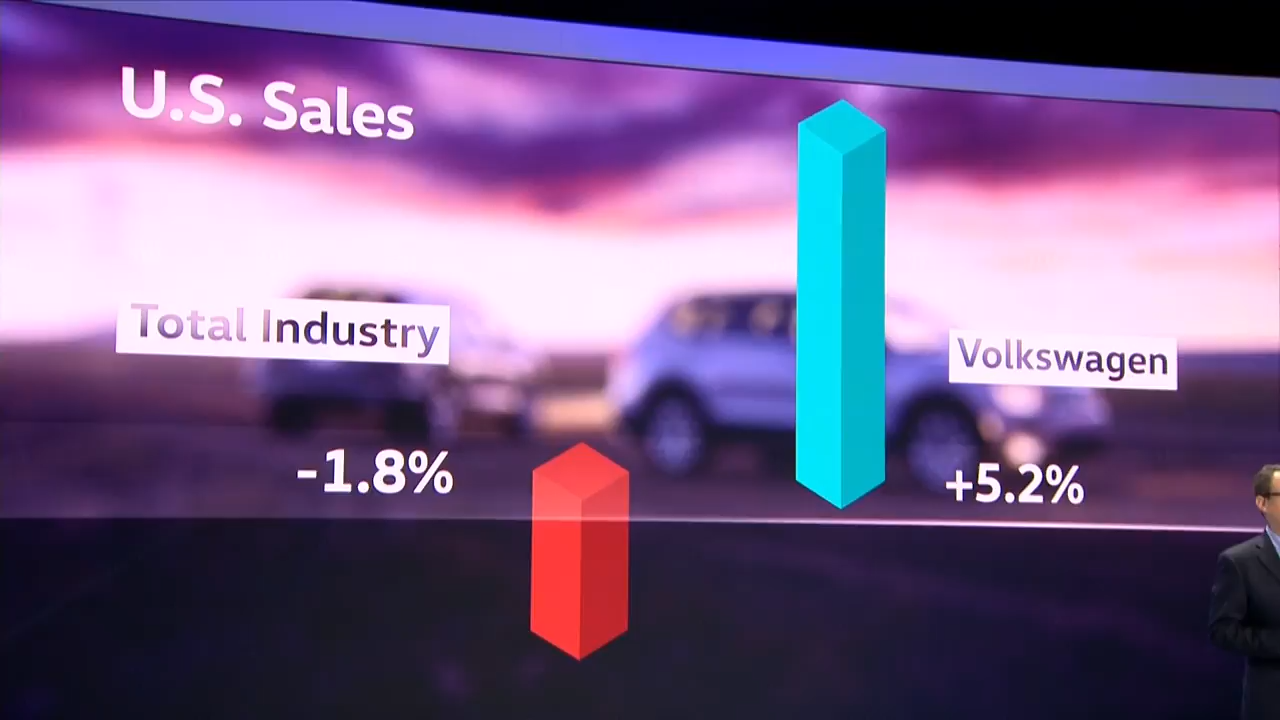 U.S. Sales
Total Industry
Volkswagen
-1.8%
+5.2%